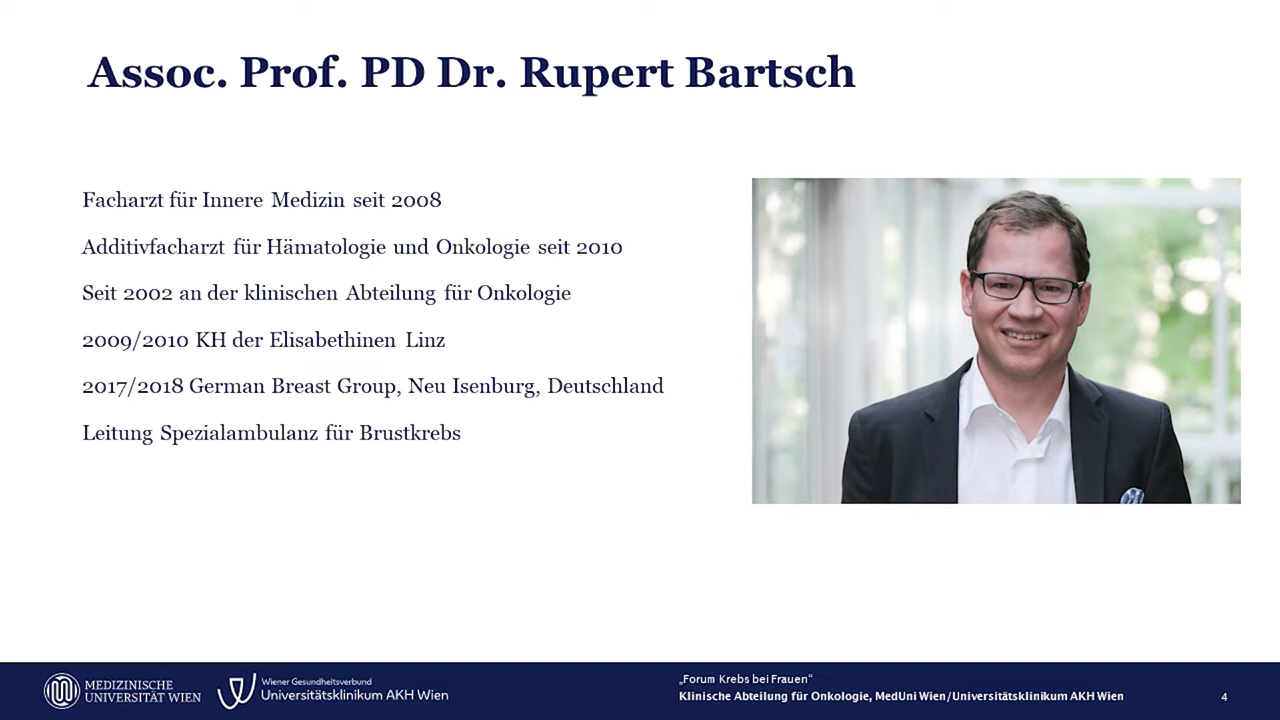 Assoc. Prof. PD Dr. Rupert Bartsch
Facharzt für Innere Medizin seit 2008
Additivfacharzt für Hämatologie und Onkologie seit 2010
Seit 2002 an der klinischen Abteilung für Onkologie
2009/2010 KH der Elisabethinen Linz
2017/2018 German Breast Group, Neu Isenburg, Deutschland
Leitung Spezialambulanz für Brustkrebs
MEDIZINISCHE
UNIVERSITÄT WIEN
Wiener Gesundheitsverbund
Universitätsklinikum AKH Wien
„Forum Krebs bei Frauen“
Klinische Abteilung für Onkologie, MedUni Wien/Universitätsklinikum AKH Wien
4